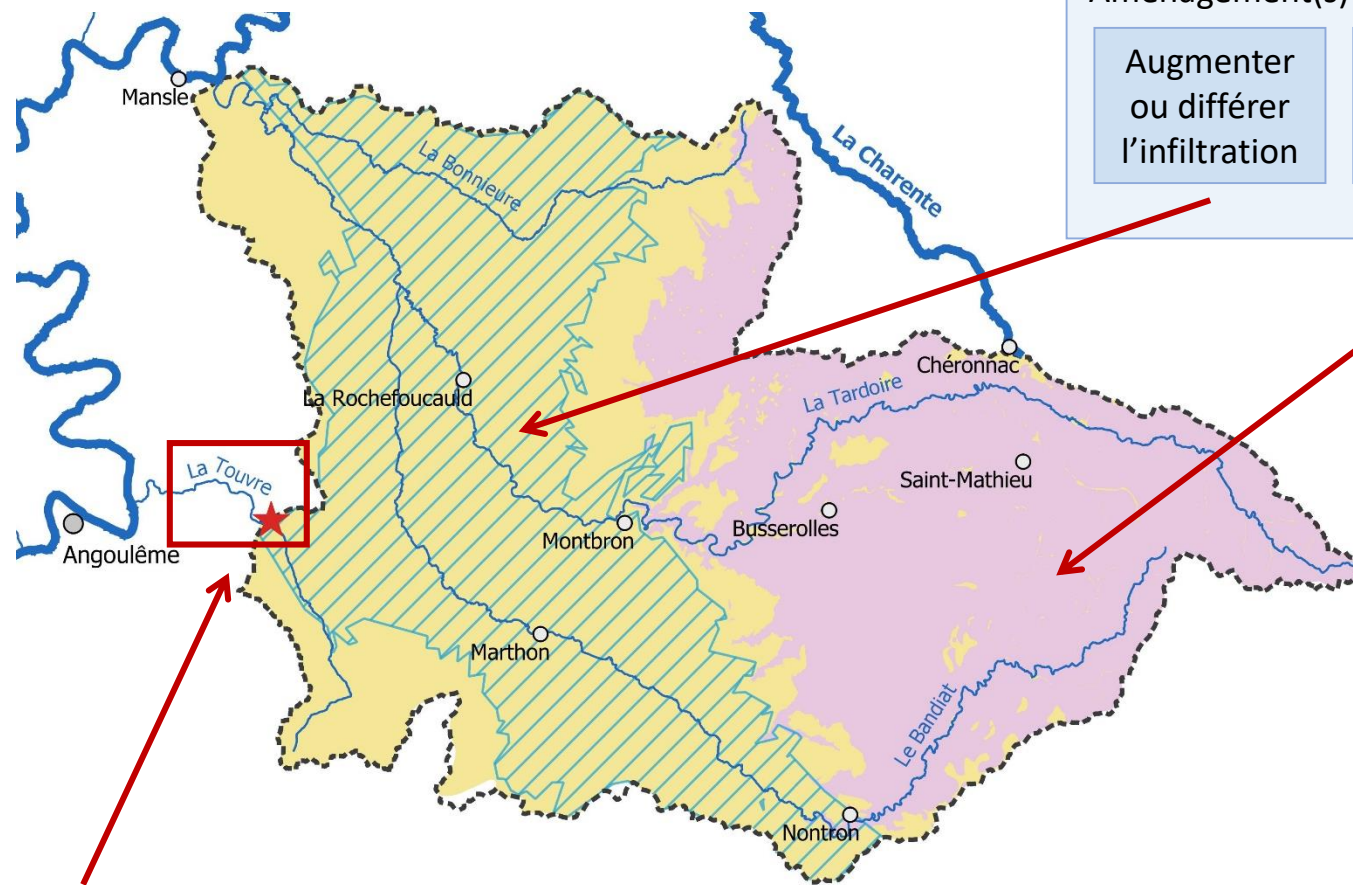 Aménagement(s)
Augmenter
ou différer
l’infiltration
Mansle
La Bonnieure
La Charente
Chéronnac
La Rochefoucauld
La Tardoire
La Touvre
Saint-Mathieu
Busserolles
Angoulême
Montbron
Marthon
Le Bandiat
Nontron